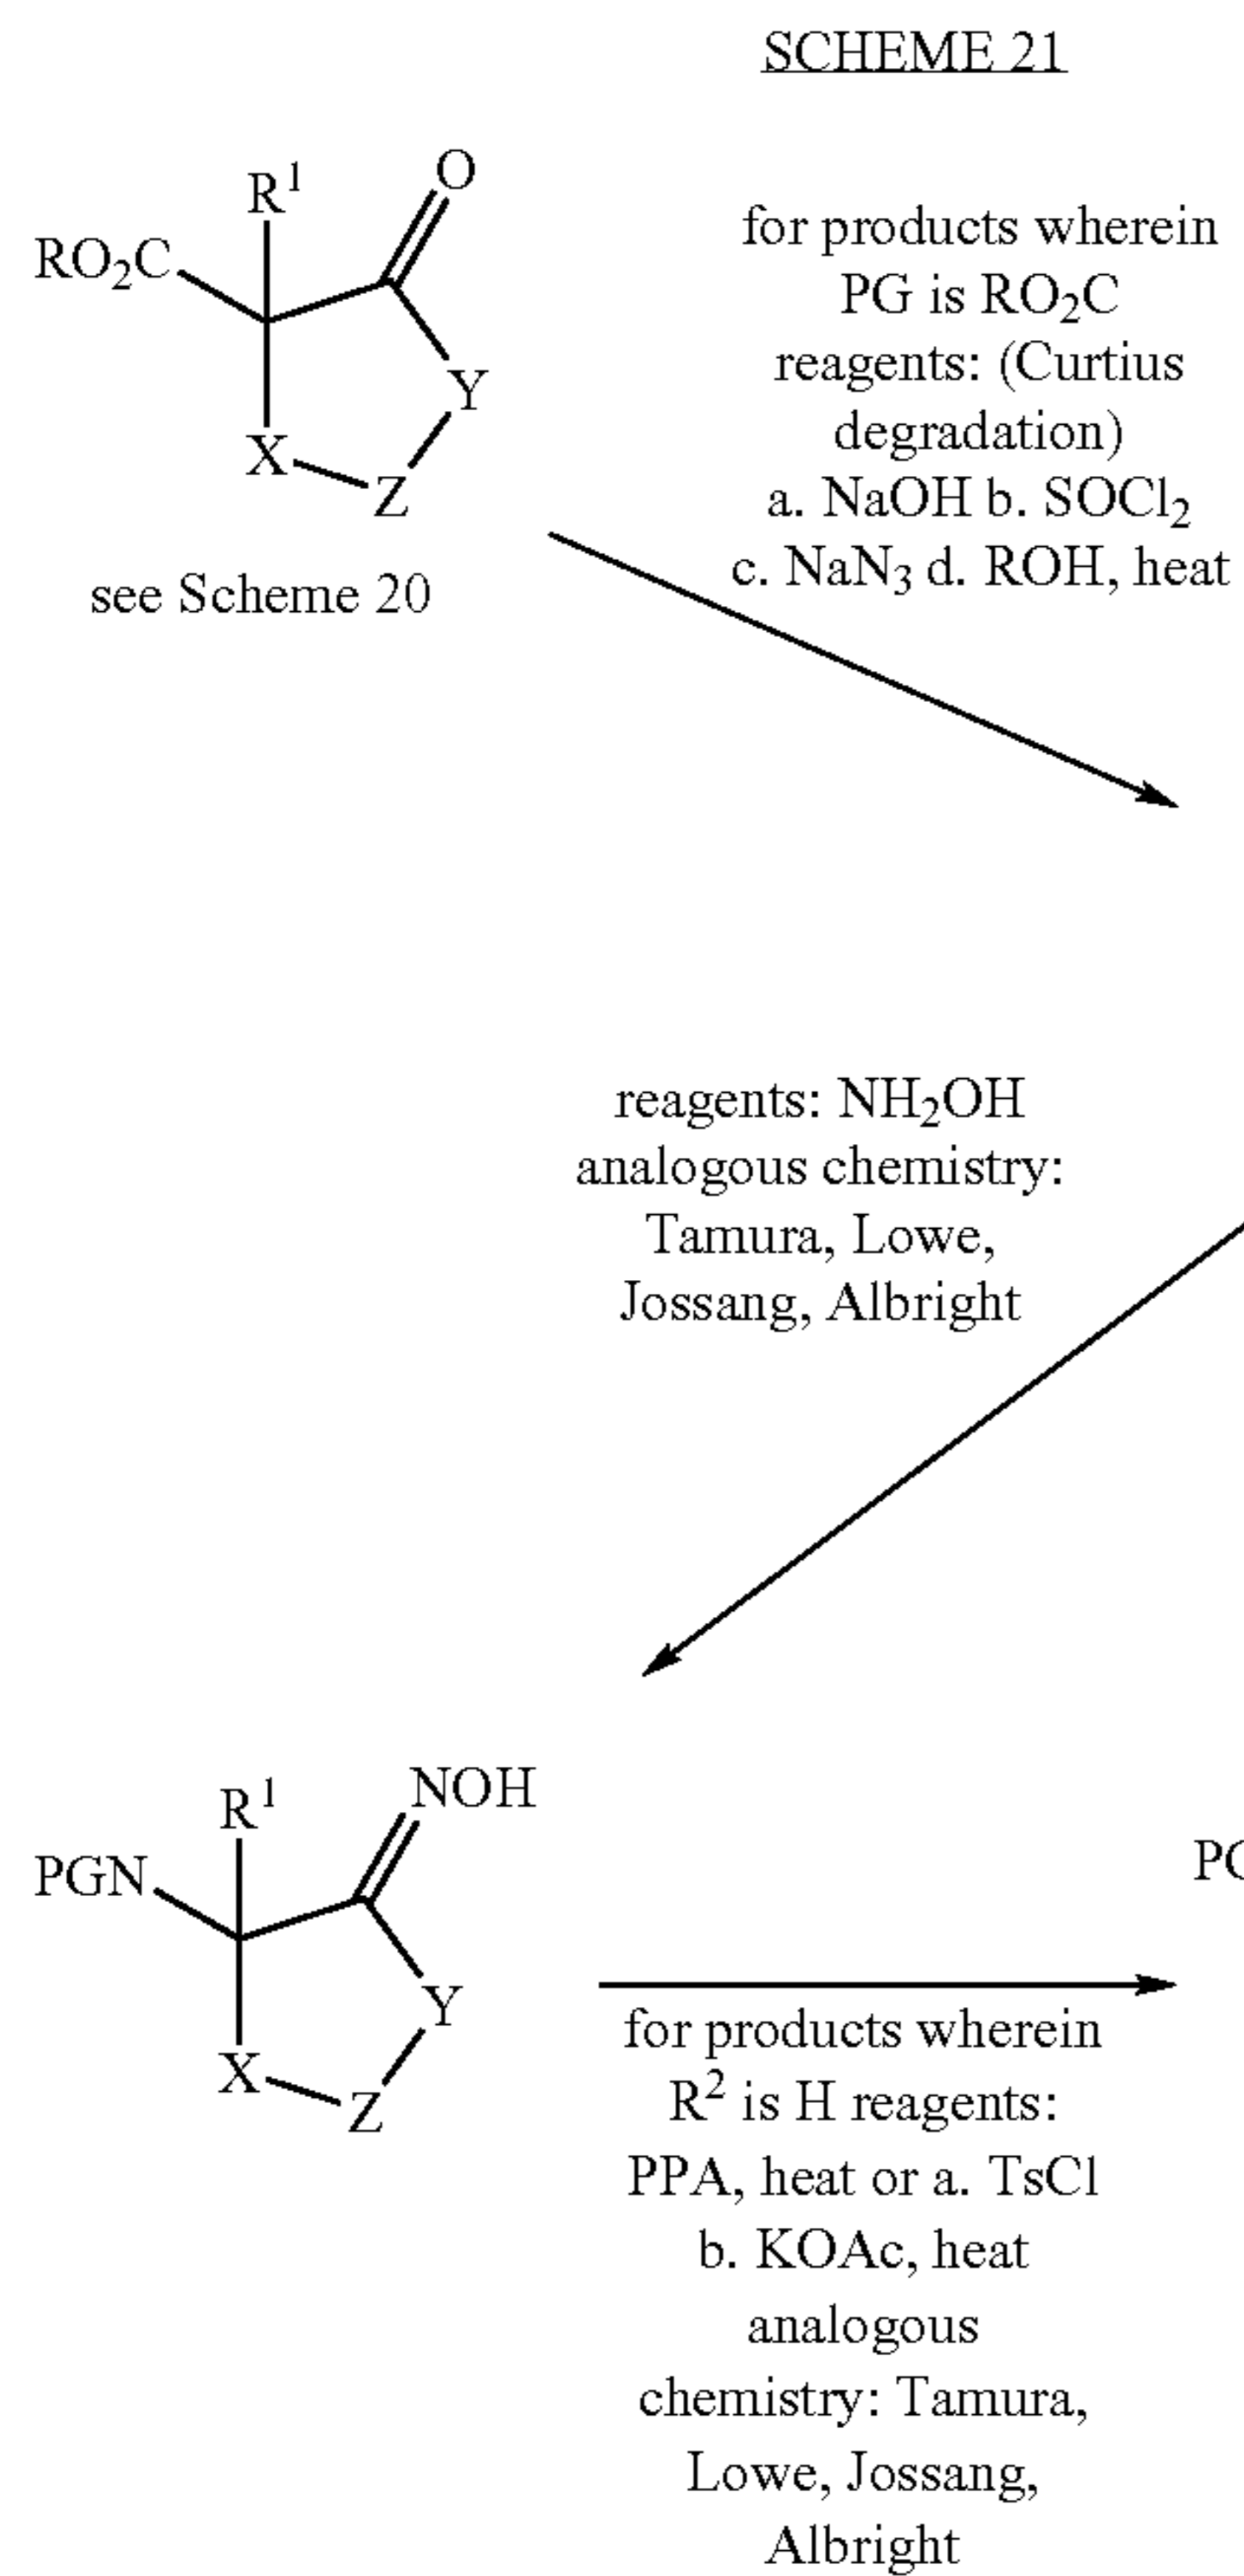 SCHEME 21
R¹
O
RO₂C
Y
X
Z
see Scheme 20
for products wherein
PG is RO₂C
reagents: (Curtius
degradation)
a. NaOH b. SOCl₂
c. NaN₃ d. ROH, heat
reagents: NH₂OH
analogous chemistry:
Tamura, Lowe,
Jossang, Albright
NOH
R¹
PGN
Y
X
Z
for products wherein
R² is H reagents:
PPA, heat or a. TsCl
b. KOAc, heat
analogous
chemistry: Tamura,
Lowe, Jossang,
Albright